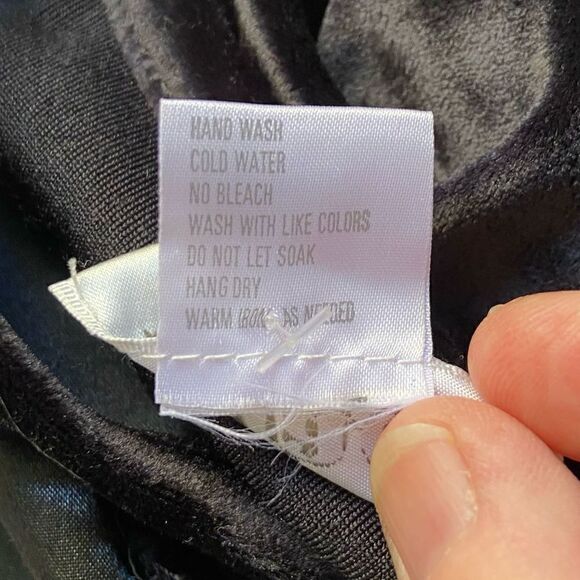 HAND WASH
COLD WATER
NO BLEACH
WASH WITH LIKE COLORS
DO NOT LET SOAK
HANG DRY
WARM IRON AS NEEDED